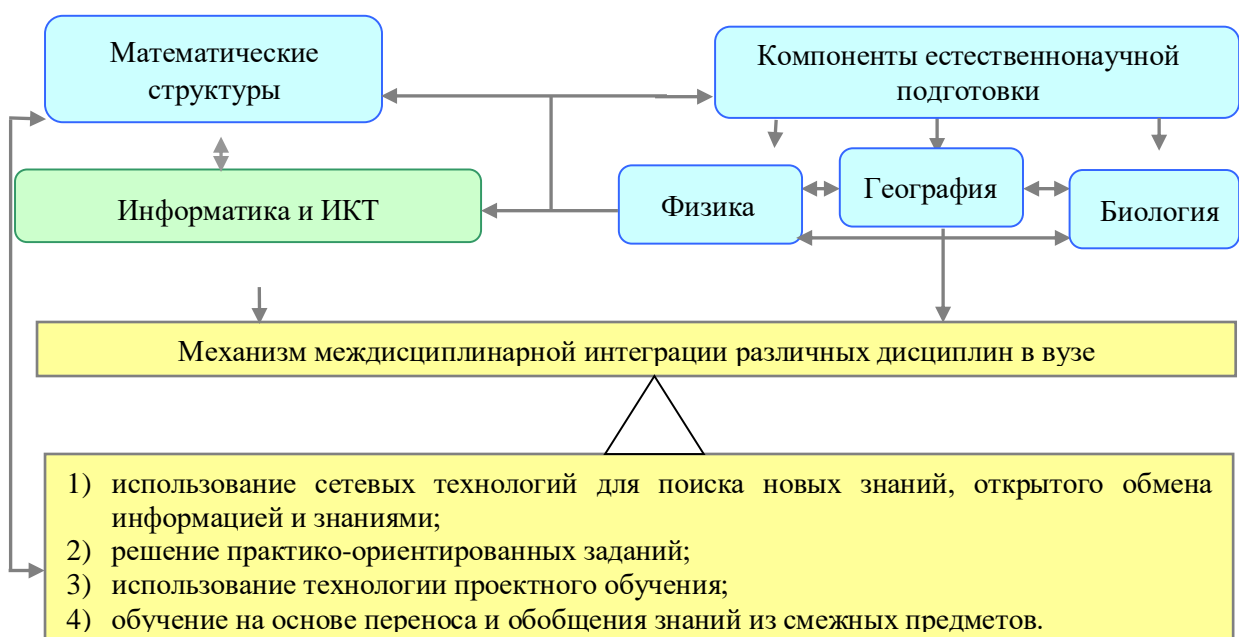 Математические
структуры
Компоненты естественнонаучной
подготовки
Информатика и ИКТ
Физика
География
Биология
Механизм междисциплинарной интеграции различных дисциплин в вузе
1) использование сетевых технологий для поиска новых знаний, открытого обмена
информацией и знаниями;
2) решение практико-ориентированных заданий;
3) использование технологии проектного обучения;
4) обучение на основе переноса и обобщения знаний из смежных предметов.